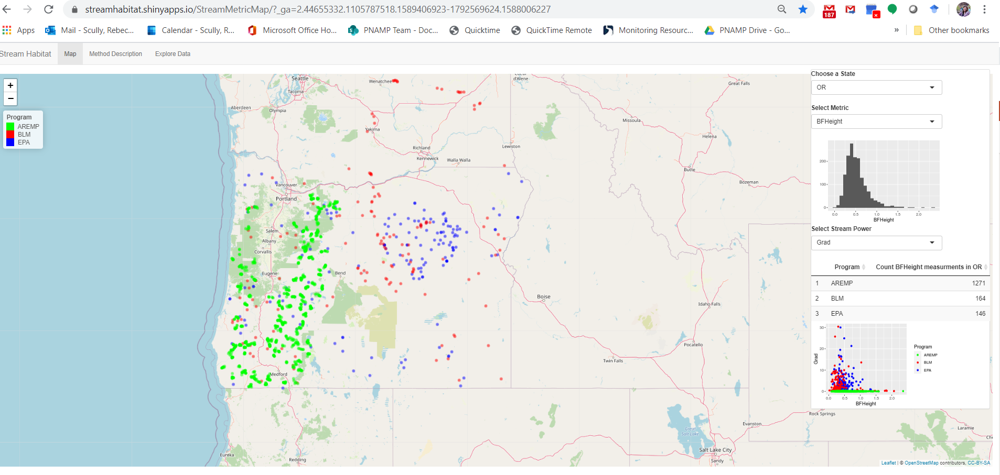 streamhabitat.shinyapps.io/StreamMetricMap/?_ga=2.44655332.1105787518.1589406923-1792569624.1588006227
187
Apps Mail - Scully, Rebec... Calendar - Scully, R... Microsoft Office Ho... PNAMP Team - Doc... Quicktime QuickTime Remote Monitoring Resourc... PNAMP Drive - Go... » Other bookmarks
Stream Habitat Map Method Description Explore Data
+
−
Program
AREMP
BLM
EPA
Seattle
Tacoma
Aberdeen
Olympia
Wenatchee
Yakima
Richland
Kennewick
Walla Walla
Lewiston
d'Alene
Great Falls
Missoula
Helena
Butte
Bozeman
Vancouver
Portland
Salem
Albany
Corvallis
Eugene
Bend
Boise
Idaho Falls
Pocatello
Twin Falls
Medford
Eureka
Redding
Great
Salt Lake
Salt Lake City
Sandy
Evanston
Rock Springs
Laramie
Che
Choose a State
OR
Select Metric
BFHeight
200
100
0
0.0 0.5 1.0 1.5 2.0
BFHeight
Select Stream Power
Grad
Program Count BFHeight measurments in OR
1 AREMP 1271
2 BLM 164
3 EPA 146
30
20
10
0
Grad
0.0 0.5 1.0 1.5 2.0
BFHeight
Program
AREMP
BLM
EPA
Leaflet | © OpenStreetMap contributors, CC-BY-SA